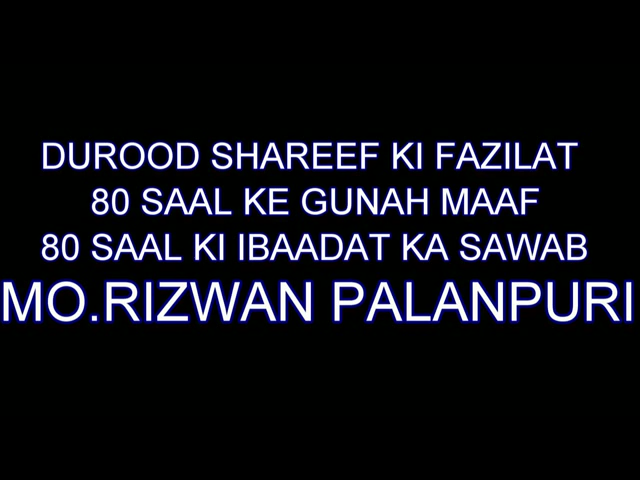 DUROOD SHAREEF KI FAZILAT
80 SAAL KE GUNAH MAAF
80 SAAL KI IBAADAT KA SAWAB
MO.RIZWAN PALANPURI